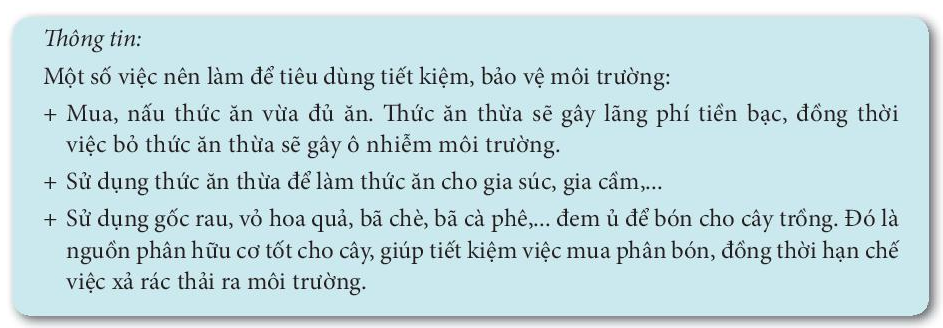 Thông tin:
Một số việc nên làm để tiêu dùng tiết kiệm, bảo vệ môi trường:
+ Mua, nấu thức ăn vừa đủ ăn. Thức ăn thừa sẽ gây lãng phí tiền bạc, đồng thời
việc bỏ thức ăn thừa sẽ gây ô nhiễm môi trường.
+ Sử dụng thức ăn thừa để làm thức ăn cho gia súc, gia cầm,...
+ Sử dụng gốc rau, vỏ hoa quả, bã chè, bã cà phê,... đem ủ để bón cho cây trồng. Đó là
nguồn phân hữu cơ tốt cho cây, giúp tiết kiệm việc mua phân bón, đồng thời hạn chế
việc xả rác thải ra môi trường.